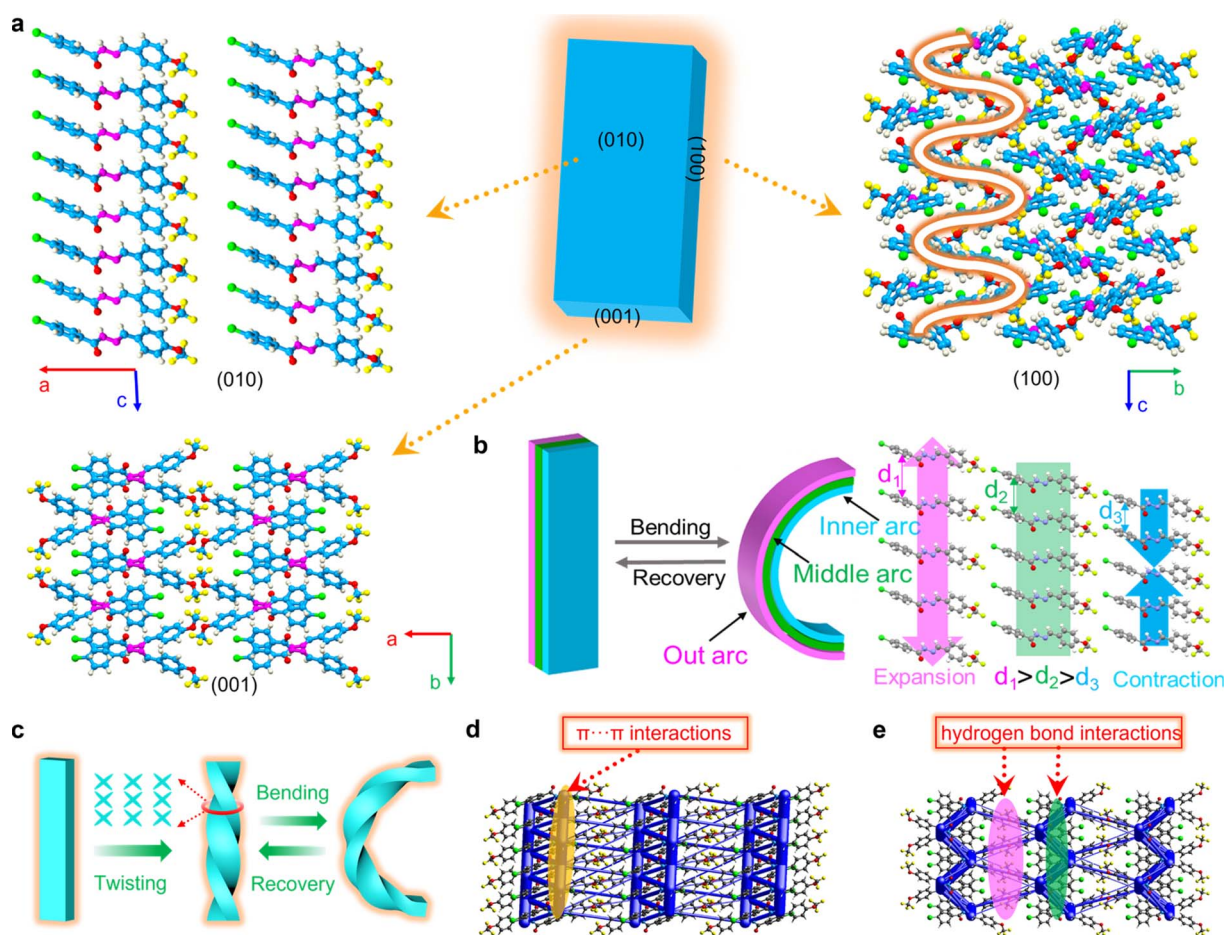 a
(010)
(100)
(001)
a
c
(010)
(100)
b
c
(001)
a
b
b
Bending
Recovery
Inner arc
Middle arc
Out arc
d1
d2
d3
Expansion
d1>d2>d3
Contraction
c
Twisting
Bending
Recovery
d
π···π interactions
e
hydrogen bond interactions